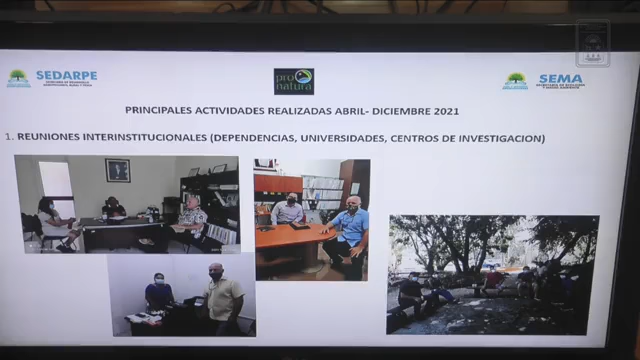 SEDARPE
pro
natura
SEMA
PRINCIPALES ACTIVIDADES REALIZADAS ABRIL- DICIEMBRE 2021
1. REUNIONES INTERINSTITUCIONALES (DEPENDENCIAS, UNIVERSIDADES, CENTROS DE INVESTIGACION)